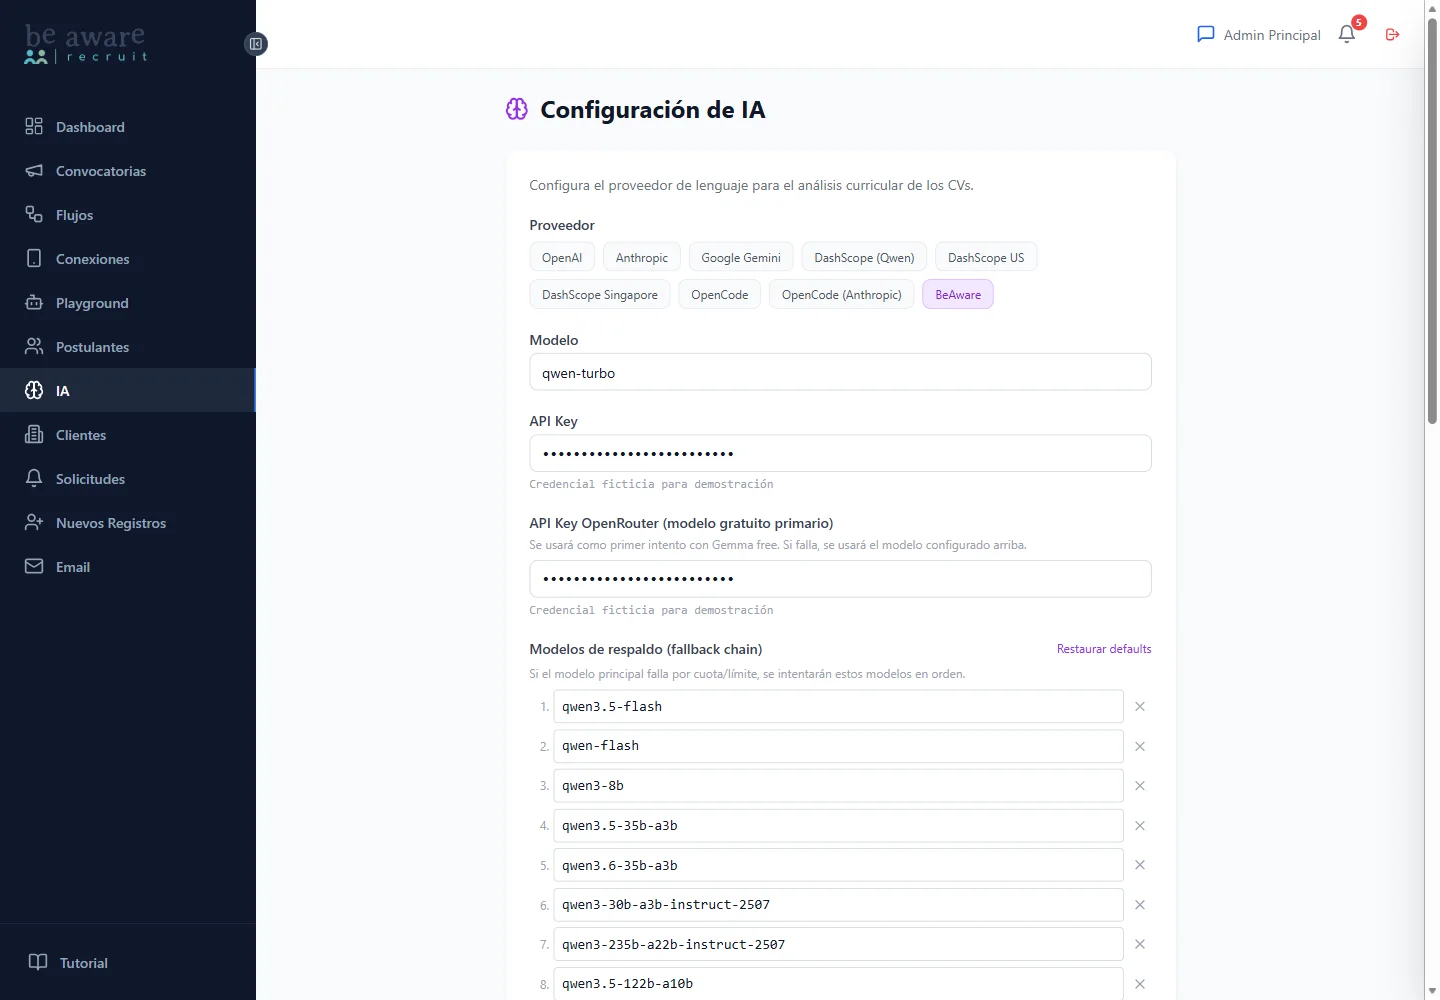 be aware
recruit
Dashboard
Convocatorias
Flujos
Conexiones
Playground
Postulantes
IA
Clientes
Solicitudes
Nuevos Registros
Email
Tutorial
Admin Principal
5
Configuración de IA
Configura el proveedor de lenguaje para el análisis curricular de los CVs.
Proveedor
OpenAI
Anthropic
Google Gemini
DashScope (Qwen)
DashScope US
DashScope Singapore
OpenCode
OpenCode (Anthropic)
BeAware
Modelo
qwen-turbo
API Key
•••••••••••••••••••••••••
Credencial ficticia para demostración
API Key OpenRouter (modelo gratuito primario)
Se usará como primer intento con Gemma free. Si falla, se usará el modelo configurado arriba.
•••••••••••••••••••••••••
Credencial ficticia para demostración
Modelos de respaldo (fallback chain)
Restaurar defaults
Si el modelo principal falla por cuota/límite, se intentarán estos modelos en orden.
1. qwen3.5-flash
2. qwen-flash
3. qwen3-8b
4. qwen3.5-35b-a3b
5. qwen3.6-35b-a3b
6. qwen3-30b-a3b-instruct-2507
7. qwen3-235b-a22b-instruct-2507
8. qwen3.5-122b-a10b